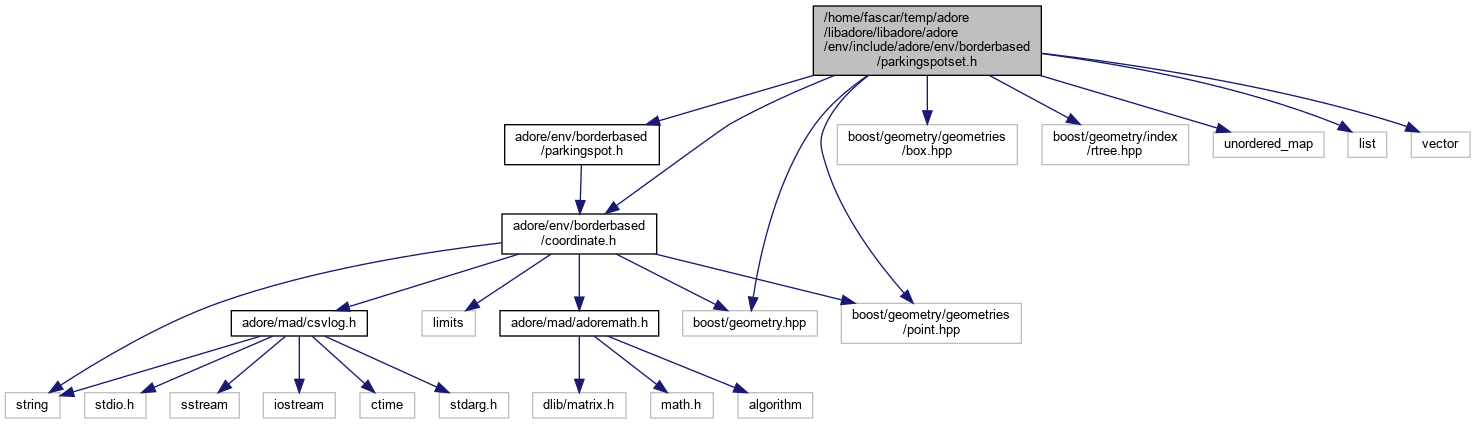 /home/fascar/temp/adore
/libadore/libadore/adore
/env/include/adore/env/borderbased
/parkingspotset.h
adore/env/borderbased
/parkingspot.h
boost/geometry/geometries
/box.hpp
boost/geometry/index
/rtree.hpp
unordered_map
list
vector
adore/env/borderbased
/coordinate.h
adore/mad/csvlog.h
limits
adore/mad/adoremath.h
boost/geometry.hpp
boost/geometry/geometries
/point.hpp
string
stdio.h
sstream
iostream
ctime
stdarg.h
dlib/matrix.h
math.h
algorithm